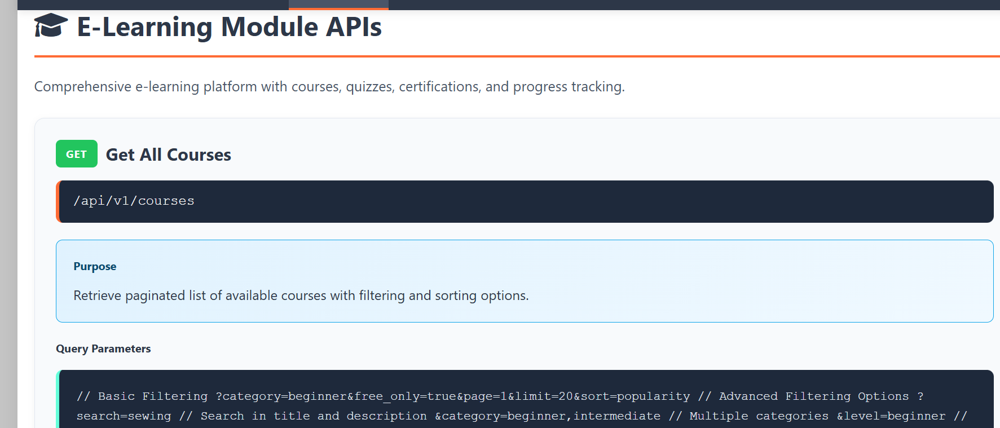 E-Learning Module APIs
Comprehensive e-learning platform with courses, quizzes, certifications, and progress tracking.
GET Get All Courses
/api/v1/courses
Purpose
Retrieve paginated list of available courses with filtering and sorting options.
Query Parameters
// Basic Filtering ?category=beginner&free_only=true&page=1&limit=20&sort=popularity // Advanced Filtering Options ?
search=sewing // Search in title and description &category=beginner,intermediate // Multiple categories &level=beginner //